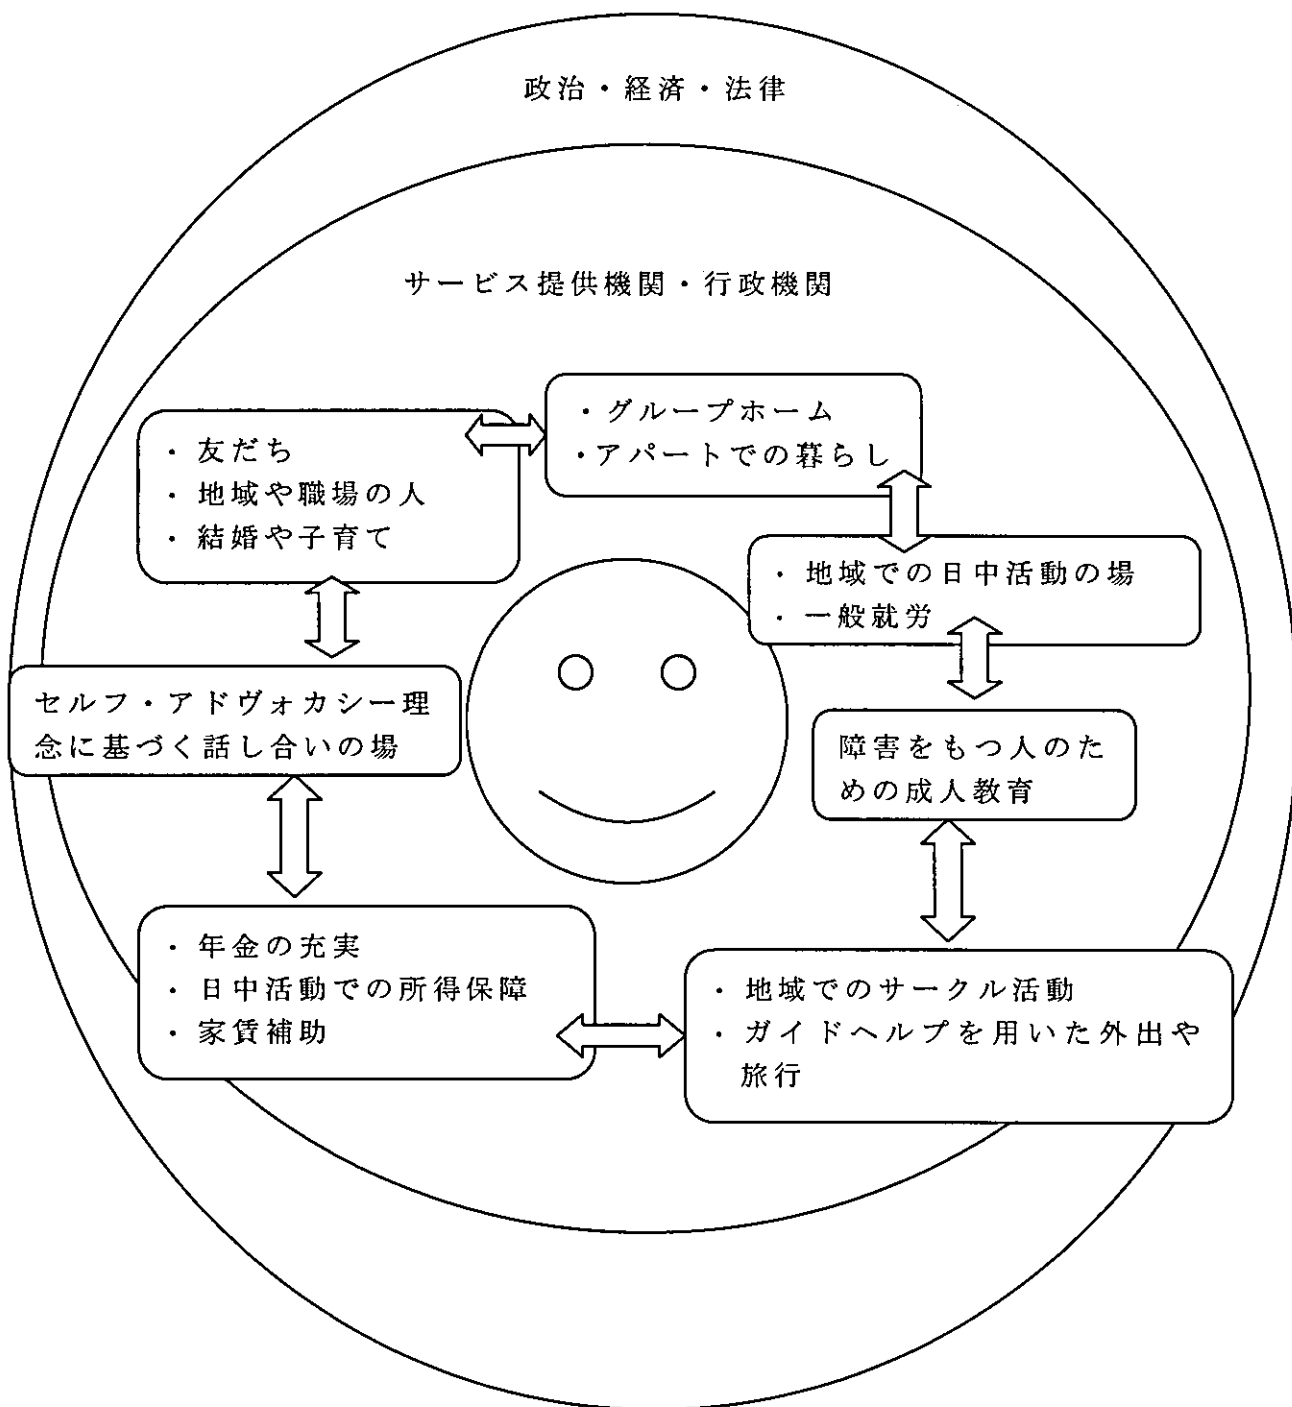 政治・経済・法律
サービス提供機関・行政機関
・グループホーム
・アパートでの暮らし
・友だち
・地域や職場の人
・結婚や子育て
・地域での日中活動の場
・一般就労
セルフ・アドヴォカシー理
念に基づく話し合いの場
障害をもつ人のた
めの成人教育
・年金の充実
・日中活動での所得保障
・家賃補助
・地域でのサークル活動
・ガイドヘルプを用いた外出や
旅行